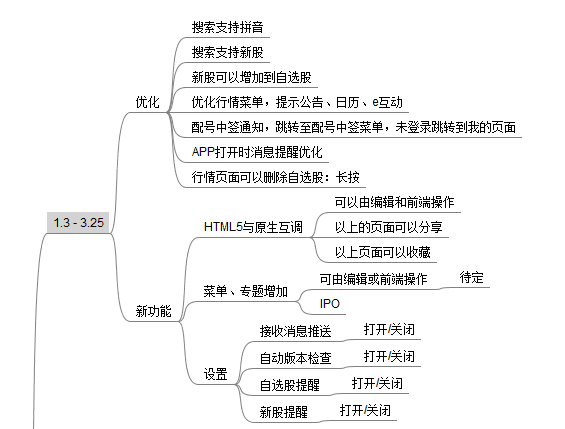 搜索支持拼音
搜索支持新股
新股可以增加到自选股
优化
优化行情菜单，提示公告、日历、e互动
配号中签通知，跳转至配号中签菜单，未登录跳转到我的页面
APP打开时消息提醒优化
行情页面可以删除自选股：长按
1.3 - 3.25
可以由编辑和前端操作
HTML5与原生互调
以上的页面可以分享
以上页面可以收藏
新功能
菜单、专题增加
可由编辑或前端操作
待定
IPO
设置
接收消息推送
打开/关闭
自动版本检查
打开/关闭
自选股提醒
打开/关闭
新股提醒
打开/关闭